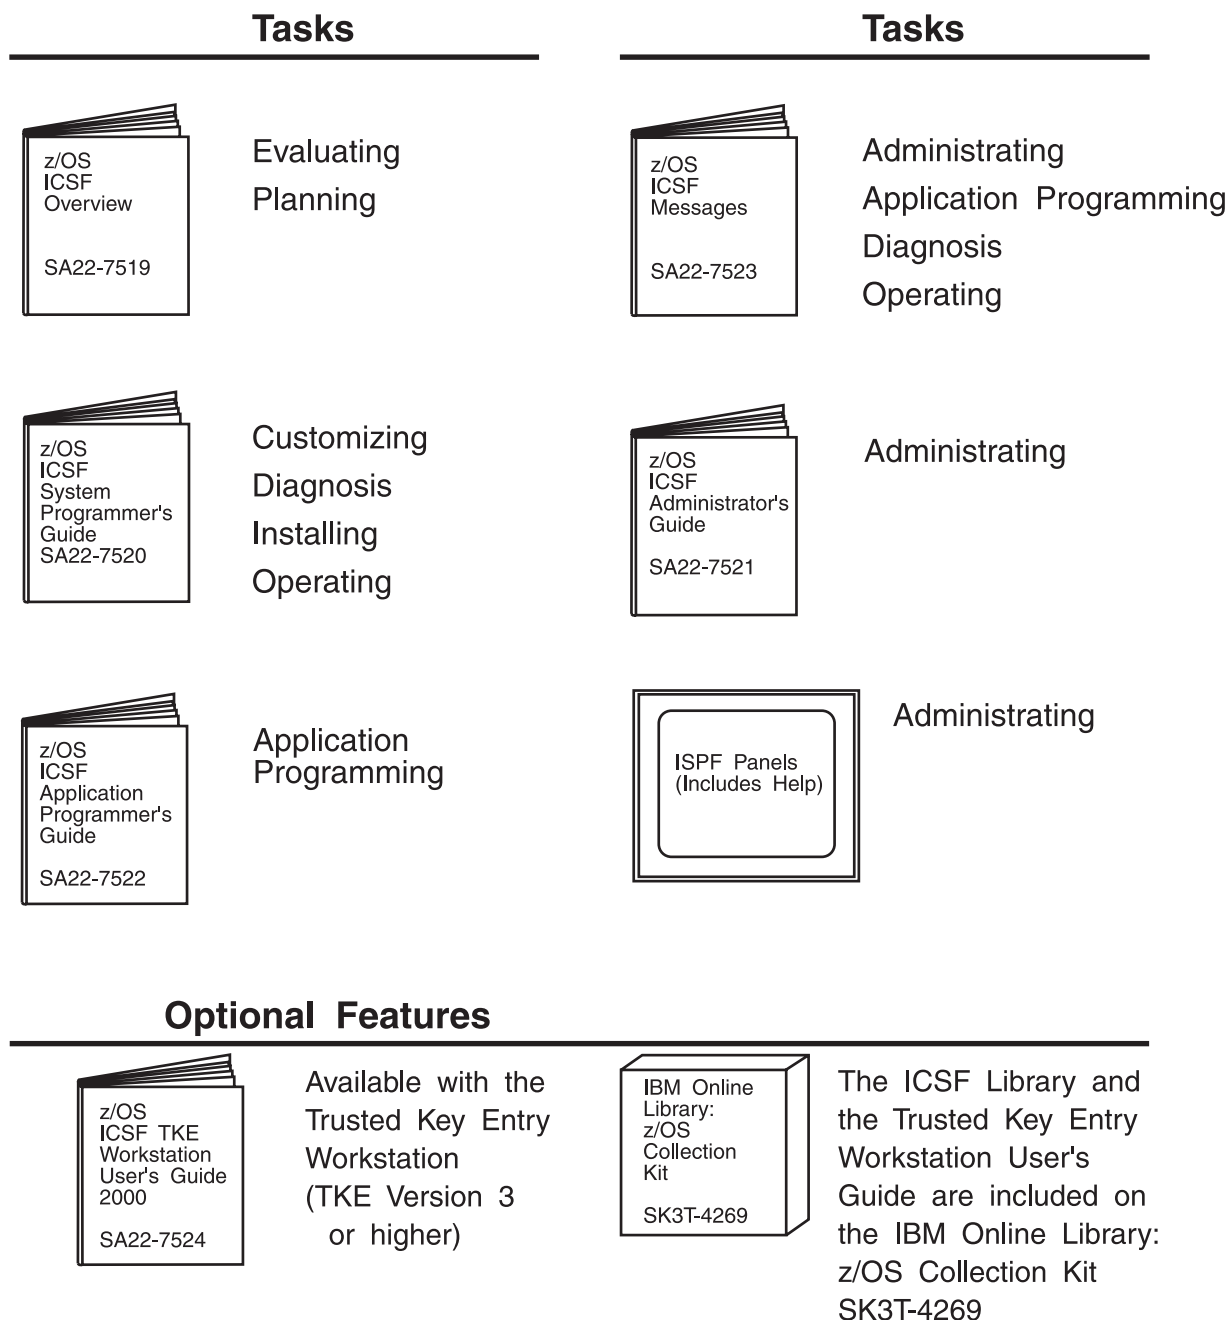 Tasks
z/OS
ICSF
Overview
SA22-7519
Evaluating
Planning
z/OS
ICSF
System
Programmer's
Guide
SA22-7520
Customizing
Diagnosis
Installing
Operating
z/OS
ICSF
Application
Programmer's
Guide
SA22-7522
Application
Programming
Tasks
z/OS
ICSF
Messages
SA22-7523
Administrating
Application Programming
Diagnosis
Operating
z/OS
ICSF
Administrator's
Guide
SA22-7521
Administrating
ISPF Panels
(Includes Help)
Administrating
Optional Features
z/OS
ICSF TKE
Workstation
User's Guide
2000
SA22-7524
Available with the
Trusted Key Entry
Workstation
(TKE Version 3
or higher)
IBM Online
Library:
z/OS
Collection
Kit
SK3T-4269
The ICSF Library and
the Trusted Key Entry
Workstation User's
Guide are included on
the IBM Online Library:
z/OS Collection Kit
SK3T-4269